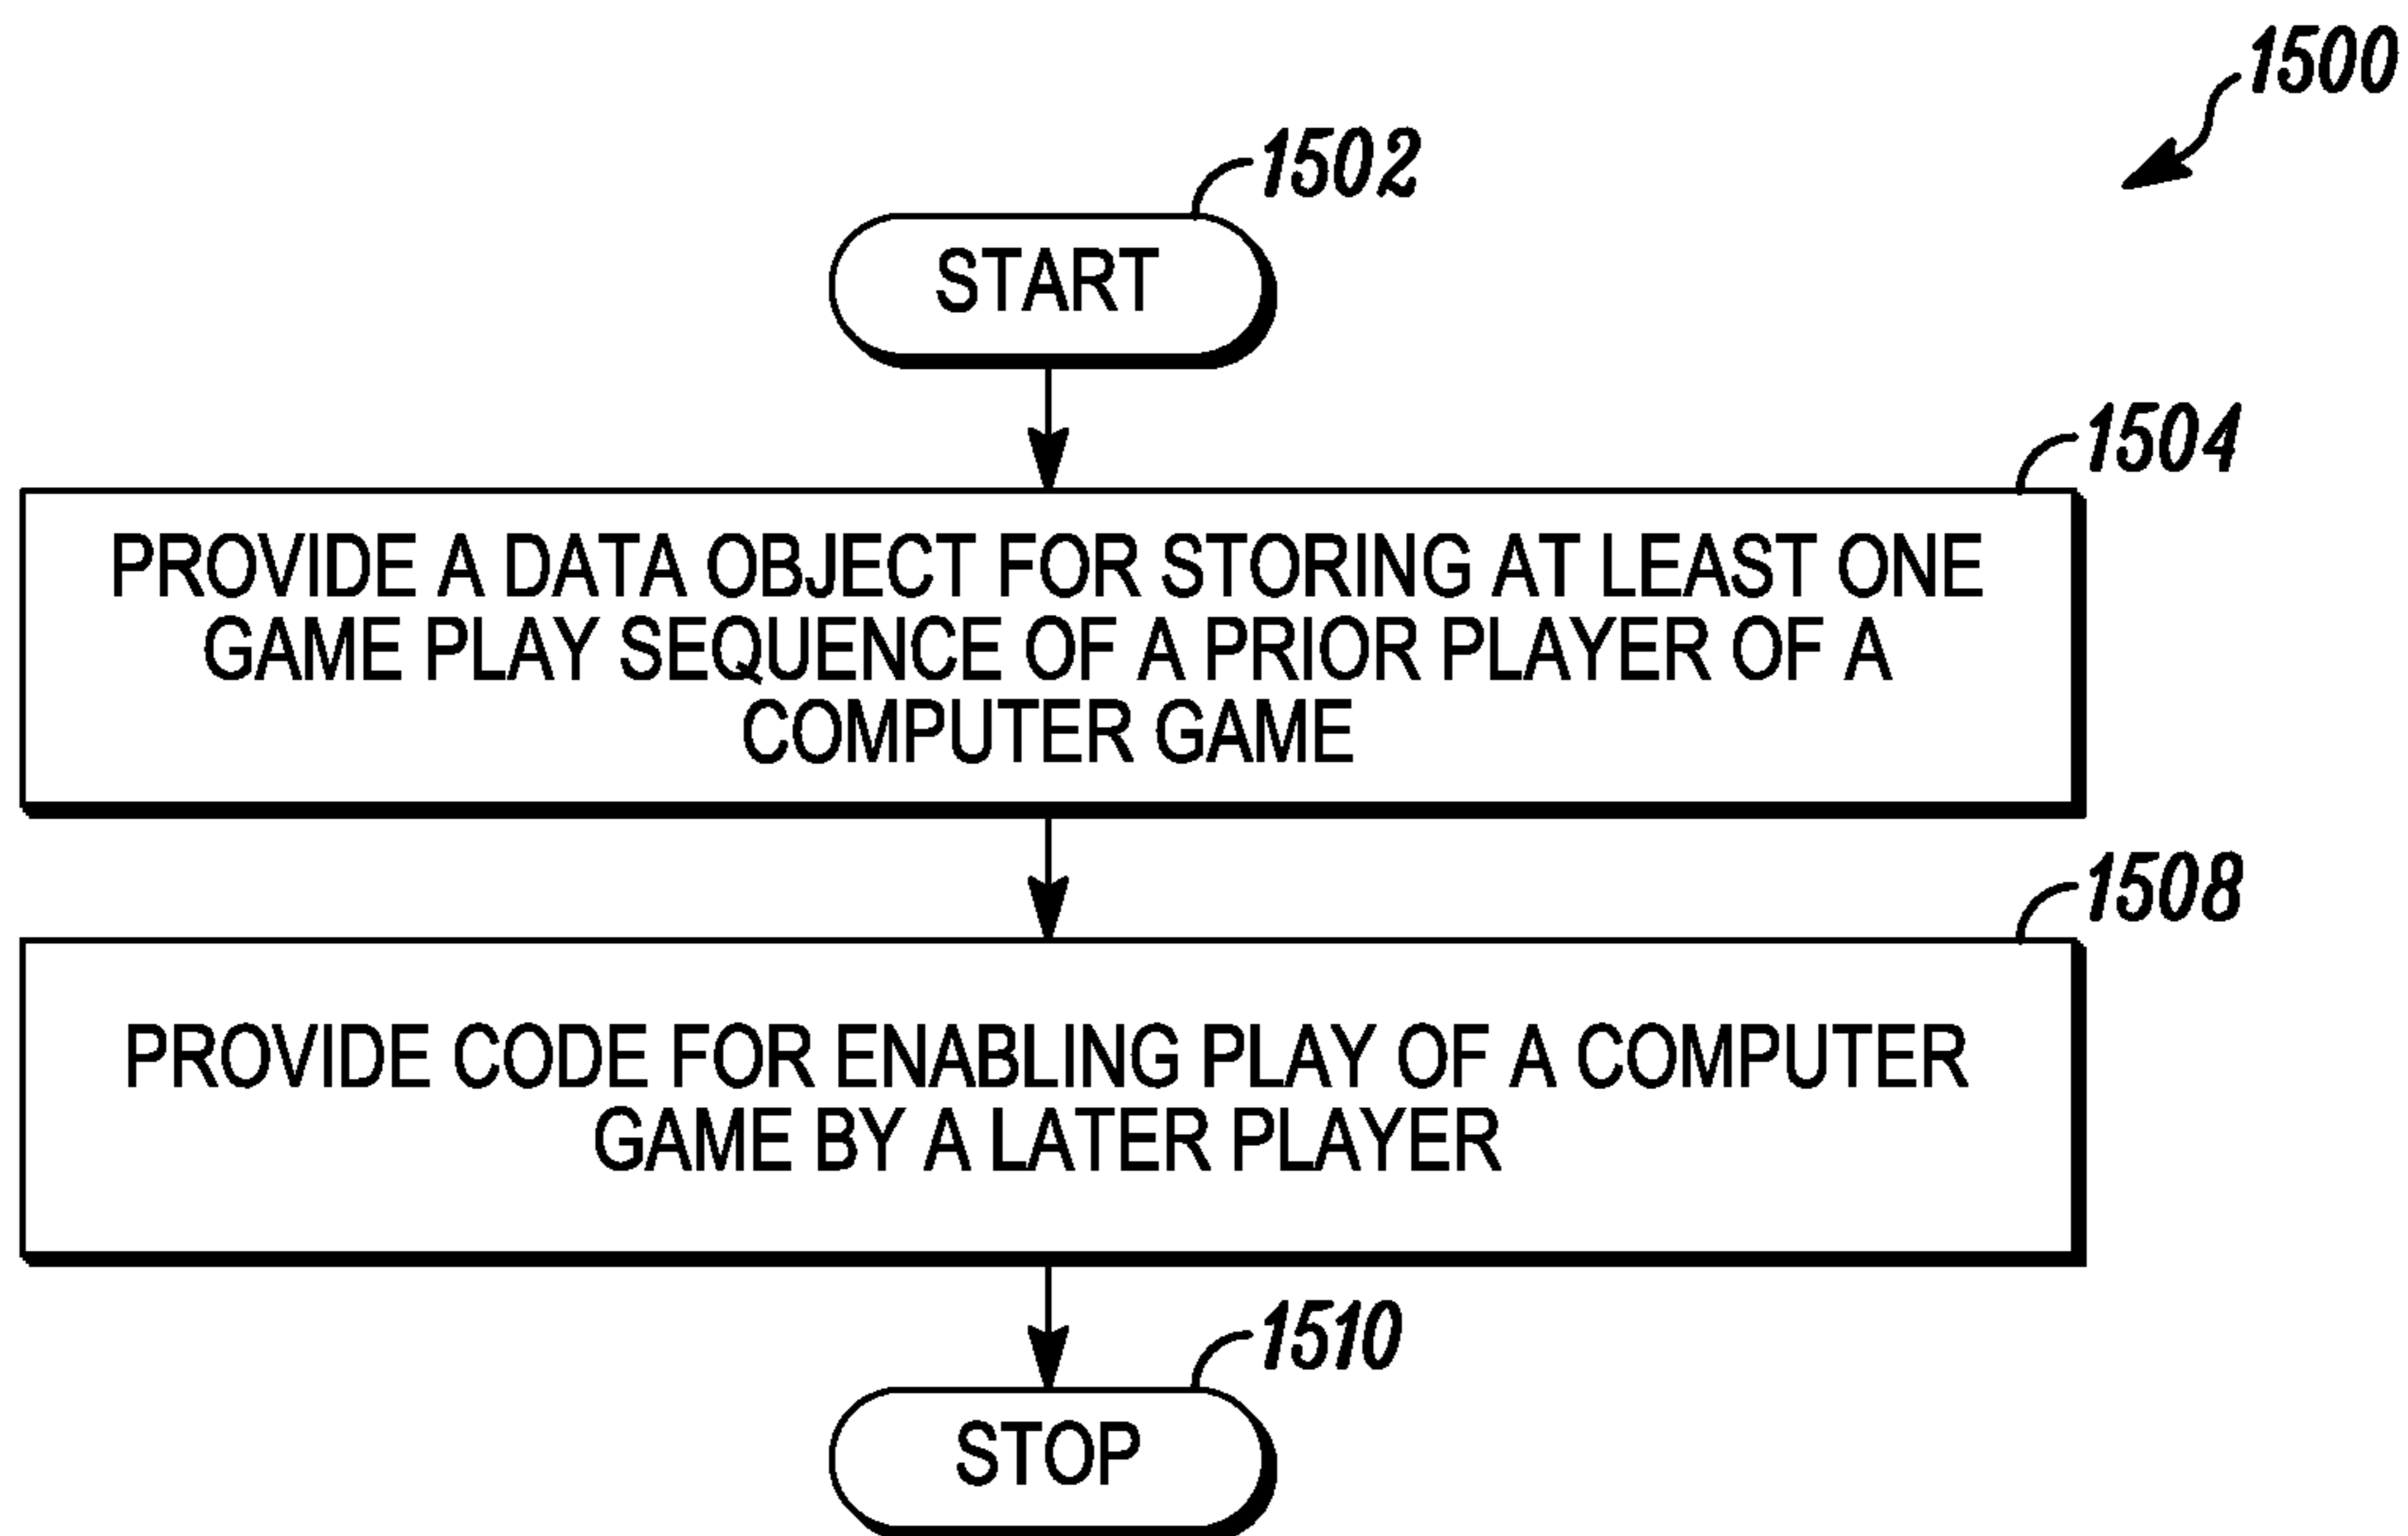 1500
1502
START
1504
PROVIDE A DATA OBJECT FOR STORING AT LEAST ONE
GAME PLAY SEQUENCE OF A PRIOR PLAYER OF A
COMPUTER GAME
1508
PROVIDE CODE FOR ENABLING PLAY OF A COMPUTER
GAME BY A LATER PLAYER
1510
STOP